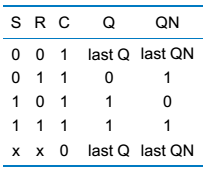 S R C Q QN
0 0 1 last Q last QN
0 1 1 0 1
1 0 1 1 0
1 1 1 1 1
x x 0 last Q last QN